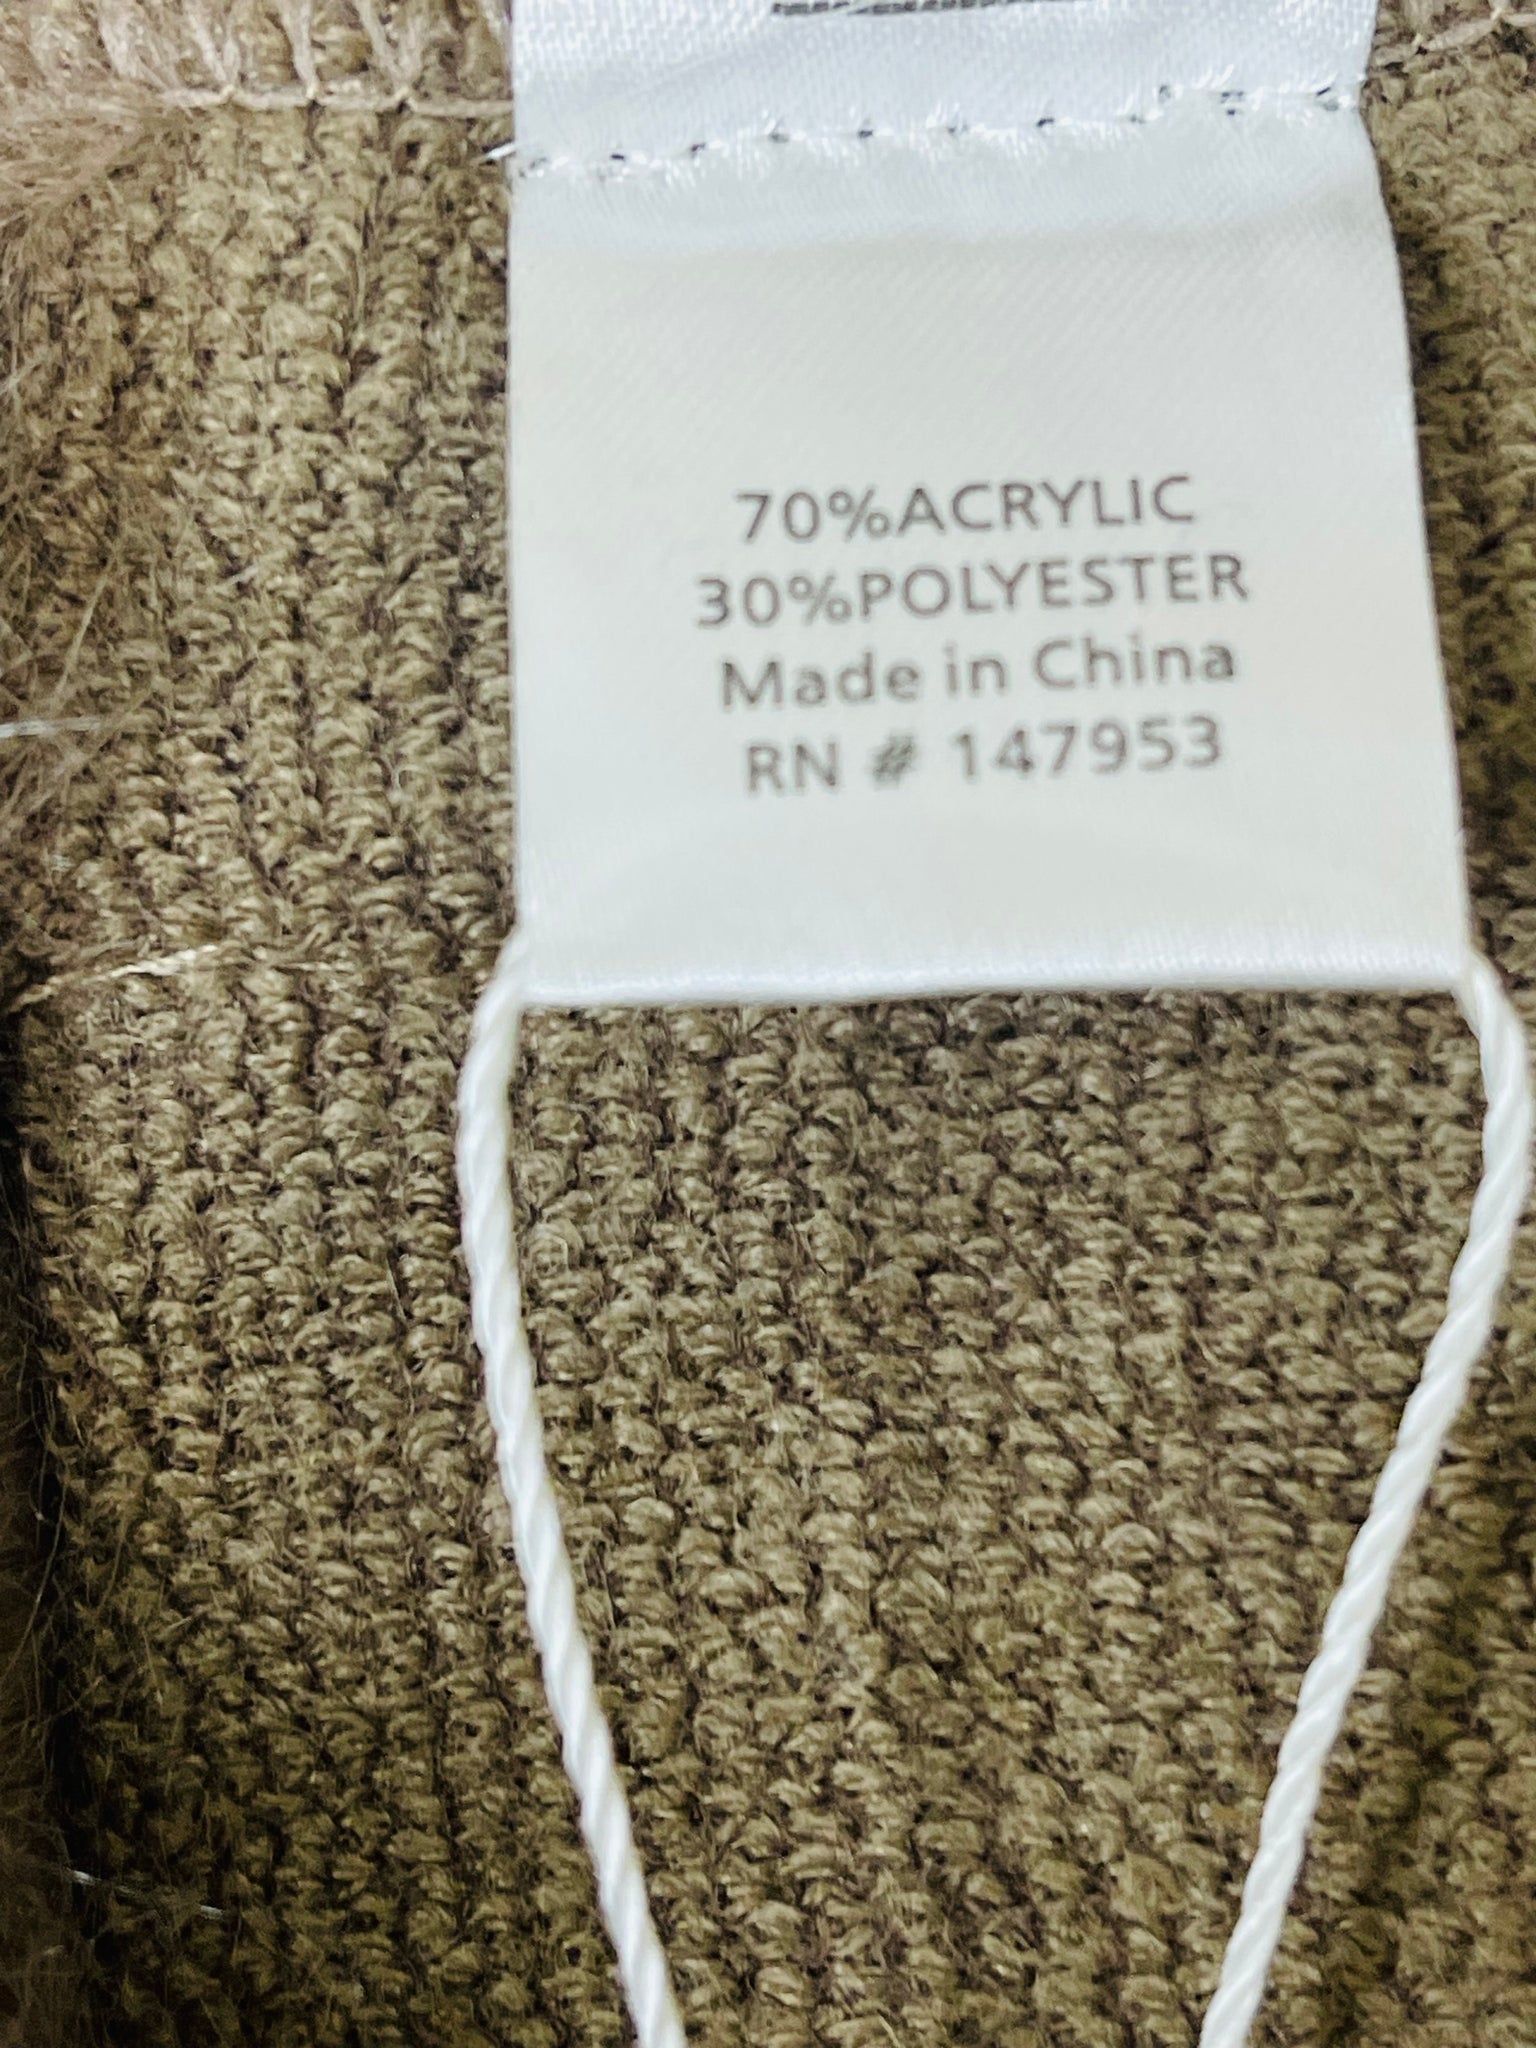 70%ACRYLIC
30%POLYESTER
Made in China
RN # 147953